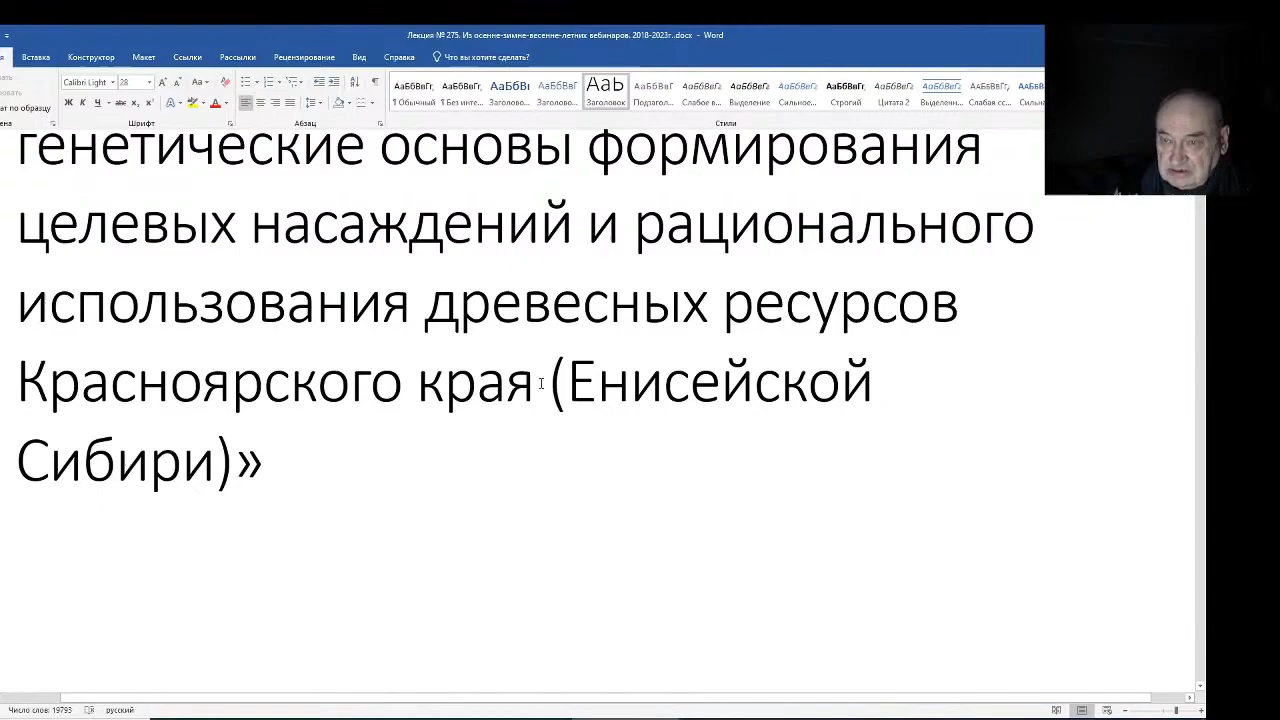 Лекция № 275. Из осенне-зимне-весенне-летних вебинаров. 2018-2023г..docx - Word
Вставка Конструктор Макет Ссылки Рассылки Рецензирование Вид Справка Что вы хотите сделать?
Calibri Light 28
ат по образцу
Ж К Ч
АаБбВвГг, АаБбВвГг, АаБбВ АаБбВвГ АаЬ АаБбВвГ АаБбВвГг АаБбВвГг АаБбВвГг АаБбВвГг, АаБбВвГг АаБбВвГг
¶ Обычный ¶ Без инте... Заголово... Заголово... Заголовок Подзагол... Слабое в... Выделение Сильное... Строгий Цитата 2 Выделенн... Слабая сс... Сильна
Шрифт Абзац Стили
генетические основы формирования
целевых насаждений и рационального
использования древесных ресурсов
Красноярского края (Енисейской
Сибири)»
Число слов: 19793 русский